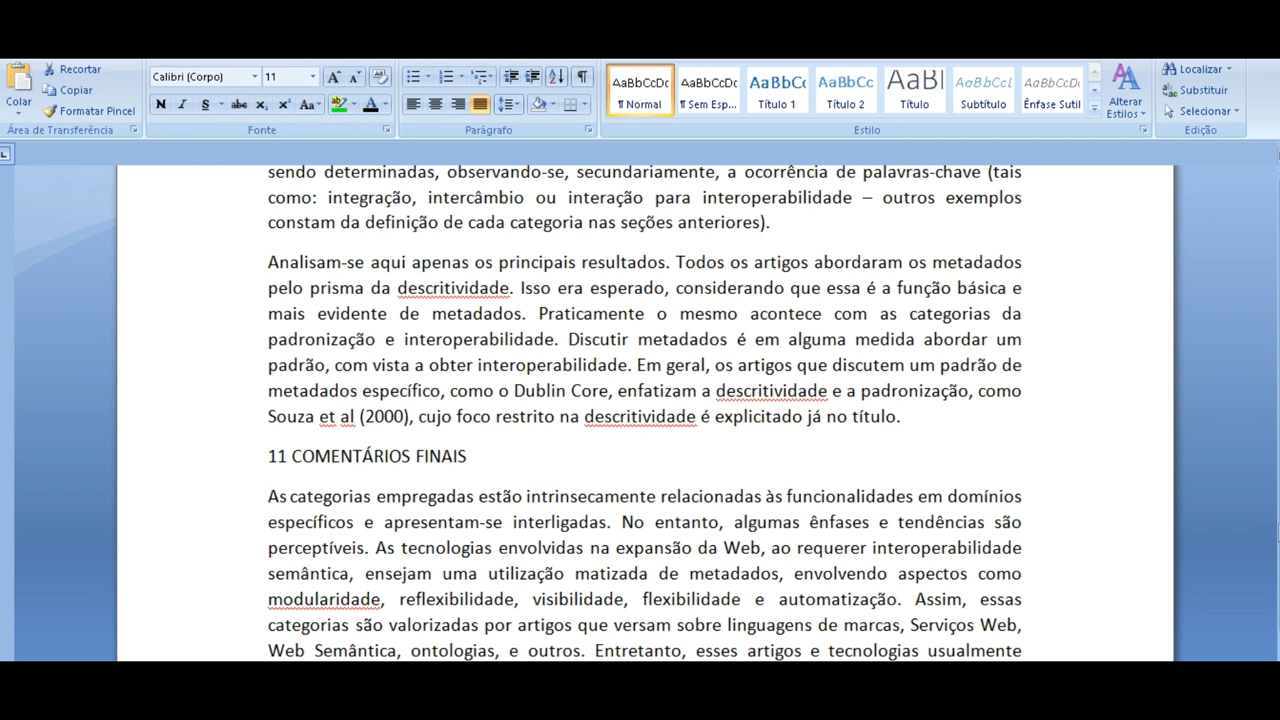 Recortar
Copiar
Formatar Pincel
Colar
Área de Transferência
Calibri (Corpo)
11
N I S abc X₂ X² Aa
Fonte
Parágrafo
AaBbCcDc
¶ Normal
AaBbCcDc
¶ Sem Esp...
AaBbC
Título 1
AaBbCc
Título 2
AaBl
Título
AaBbCcL
Subtítulo
AaBbCcDc
Ênfase Sutil
Alterar
Estilos
Estilo
Localizar
Substituir
Selecionar
Edição
sendo determinadas, observando-se, secundariamente, a ocorrência de palavras-chave (tais
como: integração, intercâmbio ou interação para interoperabilidade – outros exemplos
constam da definição de cada categoria nas seções anteriores).
Analisam-se aqui apenas os principais resultados. Todos os artigos abordaram os metadados
pelo prisma da descritividade. Isso era esperado, considerando que essa é a função básica e
mais evidente de metadados. Praticamente o mesmo acontece com as categorias da
padronização e interoperabilidade. Discutir metadados é em alguma medida abordar um
padrão, com vista a obter interoperabilidade. Em geral, os artigos que discutem um padrão de
metadados específico, como o Dublin Core, enfatizam a descritividade e a padronização, como
Souza et al (2000), cujo foco restrito na descritividade é explicitado já no título.
11 COMENTÁRIOS FINAIS
As categorias empregadas estão intrinsecamente relacionadas às funcionalidades em domínios
específicos e apresentam-se interligadas. No entanto, algumas ênfases e tendências são
perceptíveis. As tecnologias envolvidas na expansão da Web, ao requerer interoperabilidade
semântica, ensejam uma utilização matizada de metadados, envolvendo aspectos como
modularidade, reflexibilidade, visibilidade, flexibilidade e automatização. Assim, essas
categorias são valorizadas por artigos que versam sobre linguagens de marcas, Serviços Web,
Web Semântica, ontologias, e outros. Entretanto, esses artigos e tecnologias usualmente